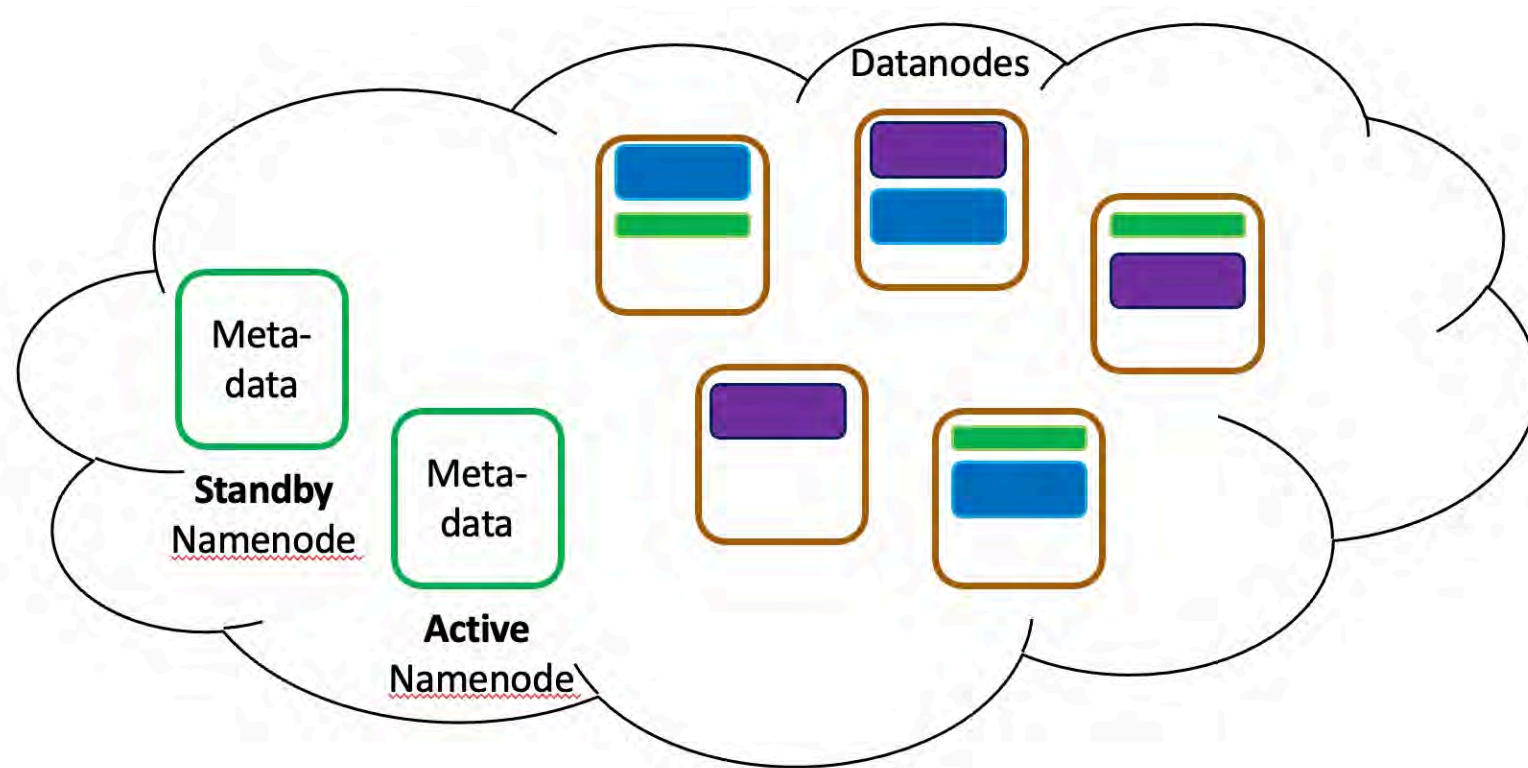 Datanodes
Meta-
data
Standby
Namenode
Meta-
data
Active
Namenode